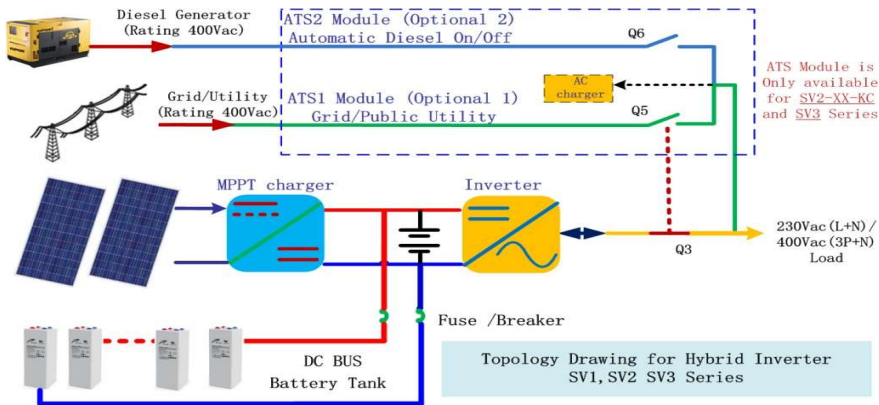 Diesel Generator
(Rating 400Vac)
ATS2 Module (Optional 2)
Automatic Diesel On/Off
Q6
AC
charger
ATS Module is
Only available
for SV2-XX-KC
and SV3 Series
Grid/Utility
(Rating 400Vac)
ATS1 Module (Optional 1)
Grid/Public Utility
Q5
MPPT charger
Inverter
230Vac(L+N)/
400Vac(3P+N)
Load
Q3
Fuse /Breaker
DC BUS
Battery Tank
Topology Drawing for Hybrid Inverter
SV1,SV2 SV3 Series